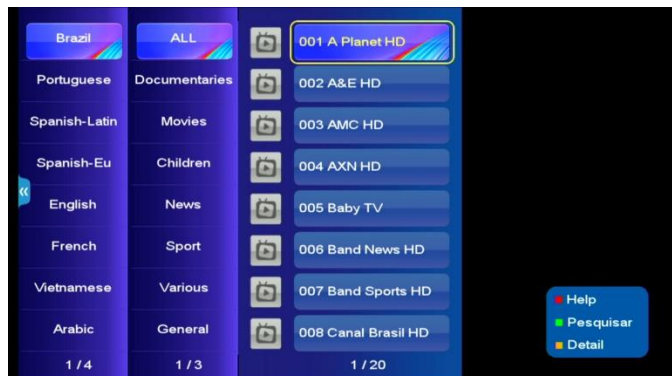 Brazil
Portuguese
Spanish-Latin
Spanish-Eu
English
French
Vietnamese
Arabic
1 / 4
ALL
Documentaries
Movies
Children
News
Sport
Various
General
1 / 3
001 A Planet HD
002 A&E HD
003 AMC HD
004 AXN HD
005 Baby TV
006 Band News HD
007 Band Sports HD
008 Canal Brasil HD
1 / 20
Help
Pesquisar
Detail